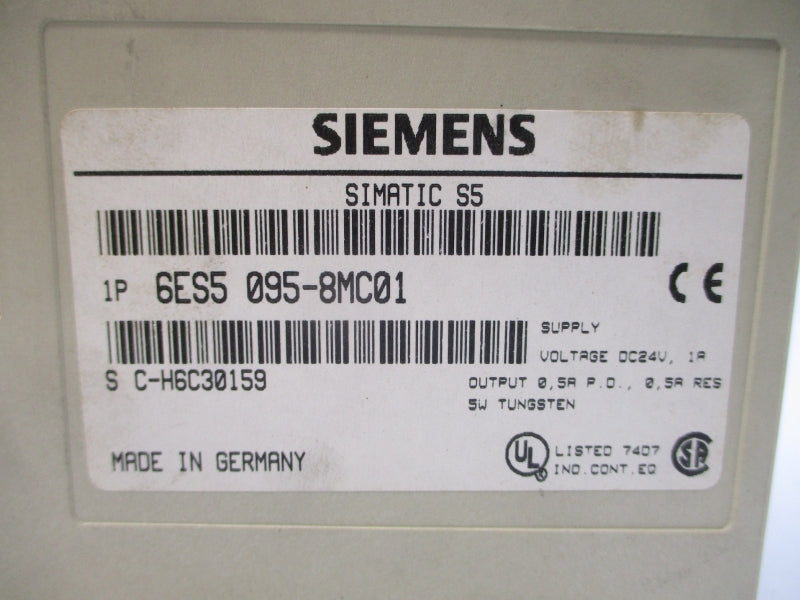 SIEMENS
SIMATIC S5
1P 6ES5 095-8MC01
CE
SUPPLY
VOLTAGE DC24V, 1A
S C-H6C30159
OUTPUT 0,5A P.D., 0,5A RES
5W TUNGSTEN
MADE IN GERMANY
UL LISTED 74D7
IND.CONT.EQ
SA